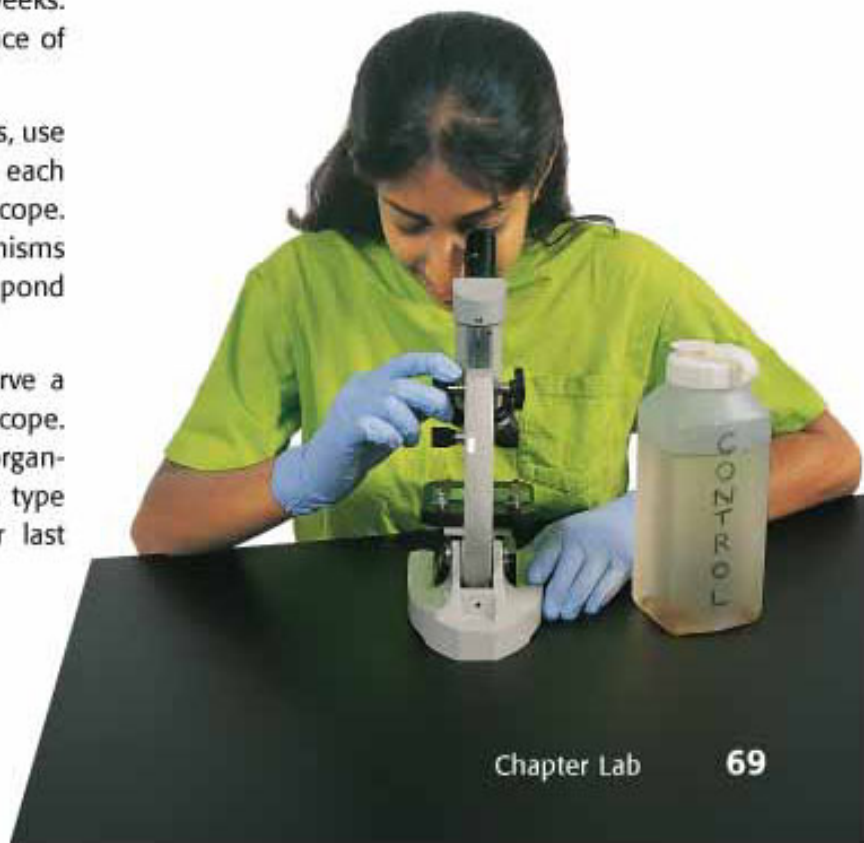 eeks.
ce of
s, use
each
cope.
nisms
pond
rve a
cope.
organ-
type
r last
CONTROL
Chapter Lab 69